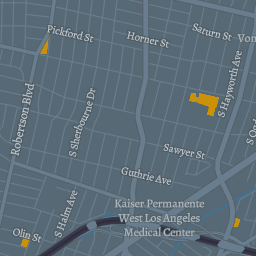 Pickford St
Saturn St
Horner St
Von
S Hayworth Ave
Robertson Blvd
S Sherbourne Dr
Sawyer St
Guthrie Ave
S Halm Ave
Kaiser Permanente
West Los Angeles
Medical Center
Olin St